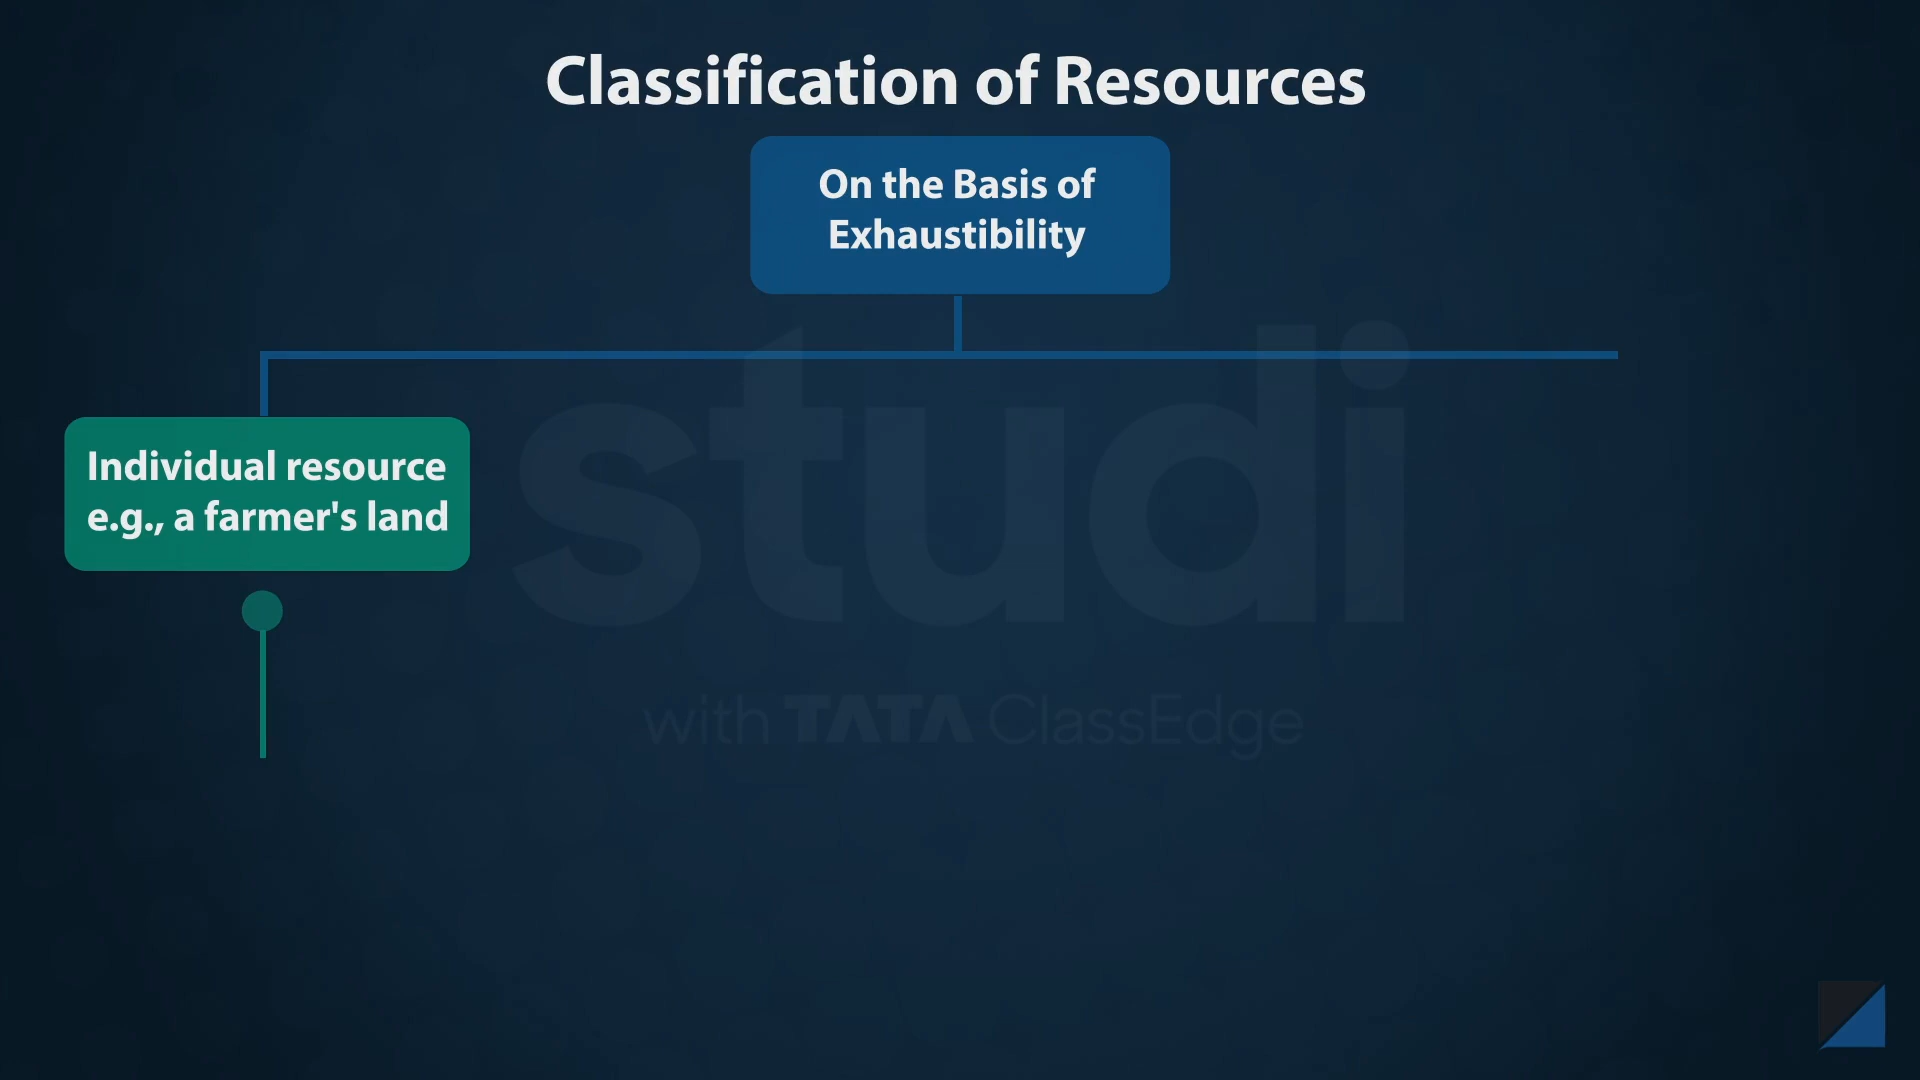 Classification of Resources
On the Basis of
Exhaustibility
Individual resource
e.g., a farmer's land
studi
with TATA ClassEdge